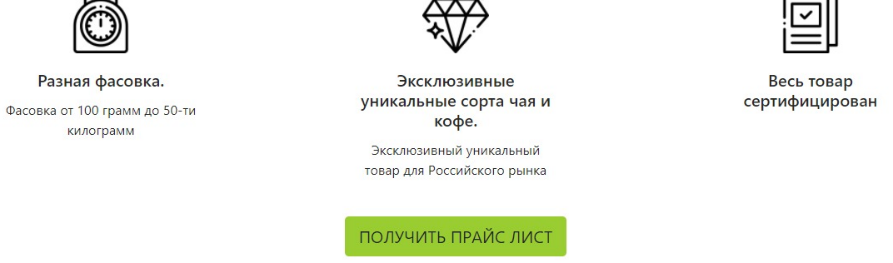 Разная фасовка.
Фасовка от 100 грамм до 50-ти
килограмм
Эксклюзивные
уникальные сорта чая и
кофе.
Эксклюзивный уникальный
товар для Российского рынка
Весь товар
сертифицирован
ПОЛУЧИТЬ ПРАЙС ЛИСТ